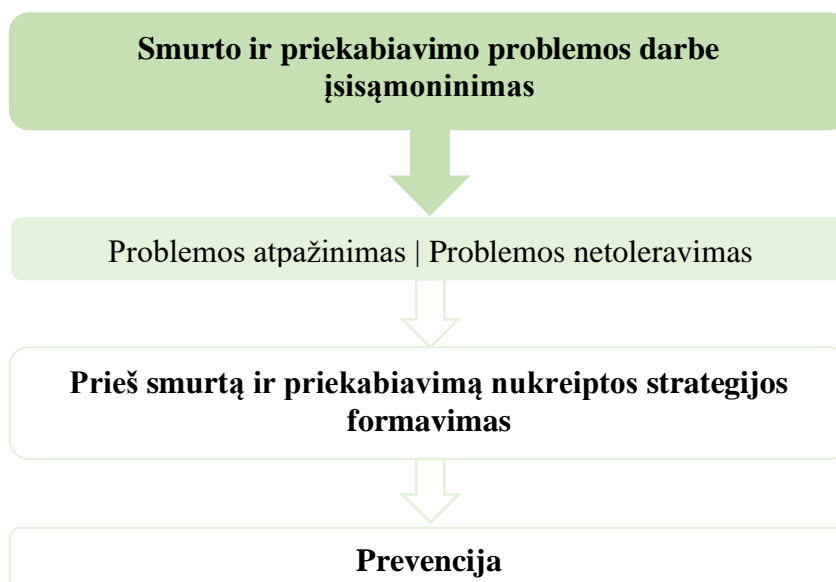 Smurto ir priekabiavimo problemos darbe
įsisąmoninimas
Problemos atpažinimas | Problemos netoleravimas
Prieš smurtą ir priekabiavimą nukreiptos strategijos
formavimas
Prevencija